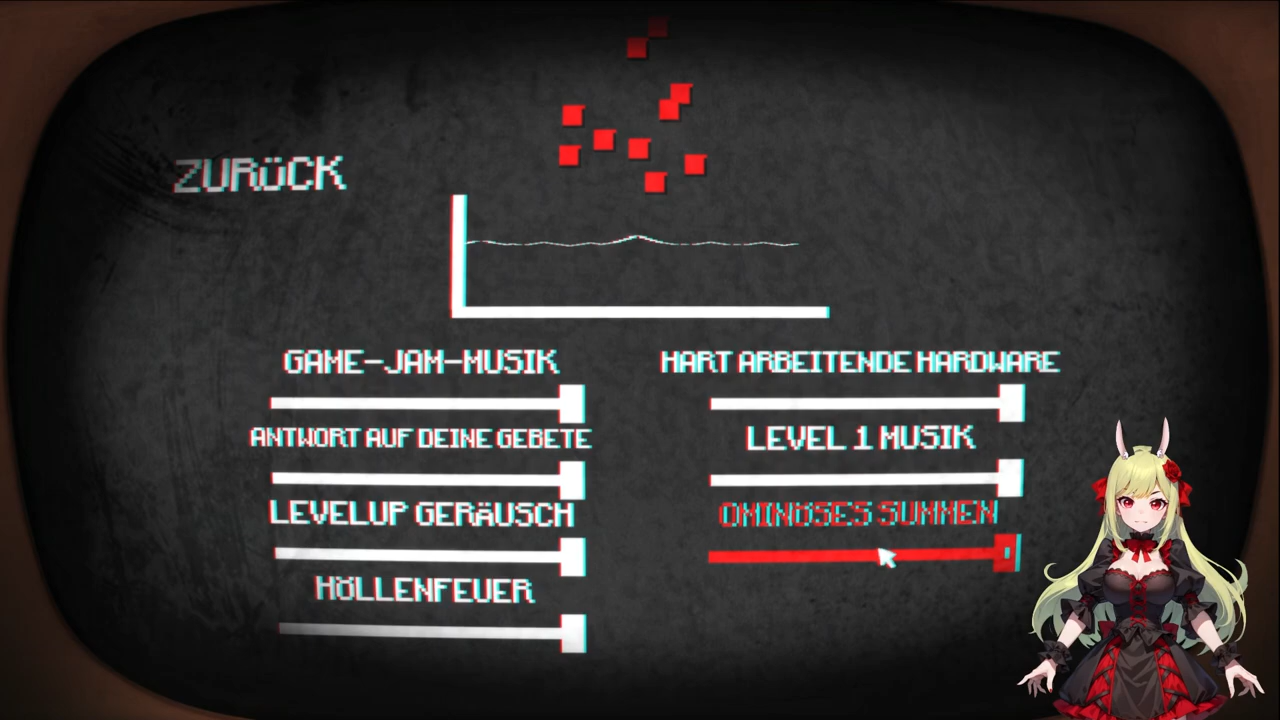 ZURüCK
GAME-JAM-MUSIK
HART ARBEITENDE HARDWARE
ANTWORT AUF DEINE GEBETE
LEVEL 1 MUSIK
LEVELUP GERÄUSCH
OMINÖSES SUMMEN
HÖLLENFEUER